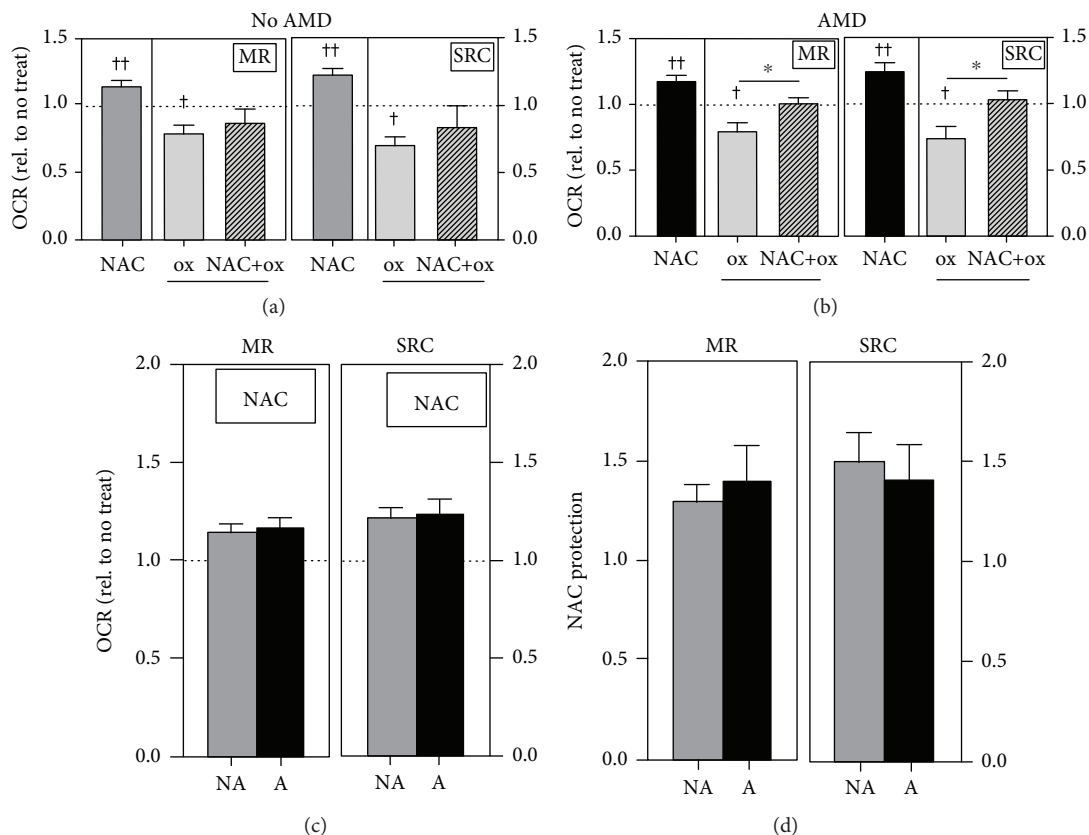 No AMD
1.5
1.0
0.5
0.0
OCR (rel. to no treat)
††
†
MR
NAC
ox
NAC+ox
††
†
SRC
1.5
1.0
0.5
0.0
NAC
ox
NAC+ox
(a)
AMD
1.5
1.0
0.5
0.0
OCR (rel. to no treat)
††
†
*
MR
NAC
ox
NAC+ox
††
†
*
SRC
1.5
1.0
0.5
0.0
NAC
ox
NAC+ox
(b)
MR
SRC
2.0
1.5
1.0
0.5
0.0
OCR (rel. to no treat)
NAC
NAC
2.0
1.5
1.0
0.5
0.0
NA
A
NA
A
(c)
MR
SRC
2.0
1.5
1.0
0.5
0.0
NAC protection
2.0
1.5
1.0
0.5
0.0
NA
A
NA
A
(d)